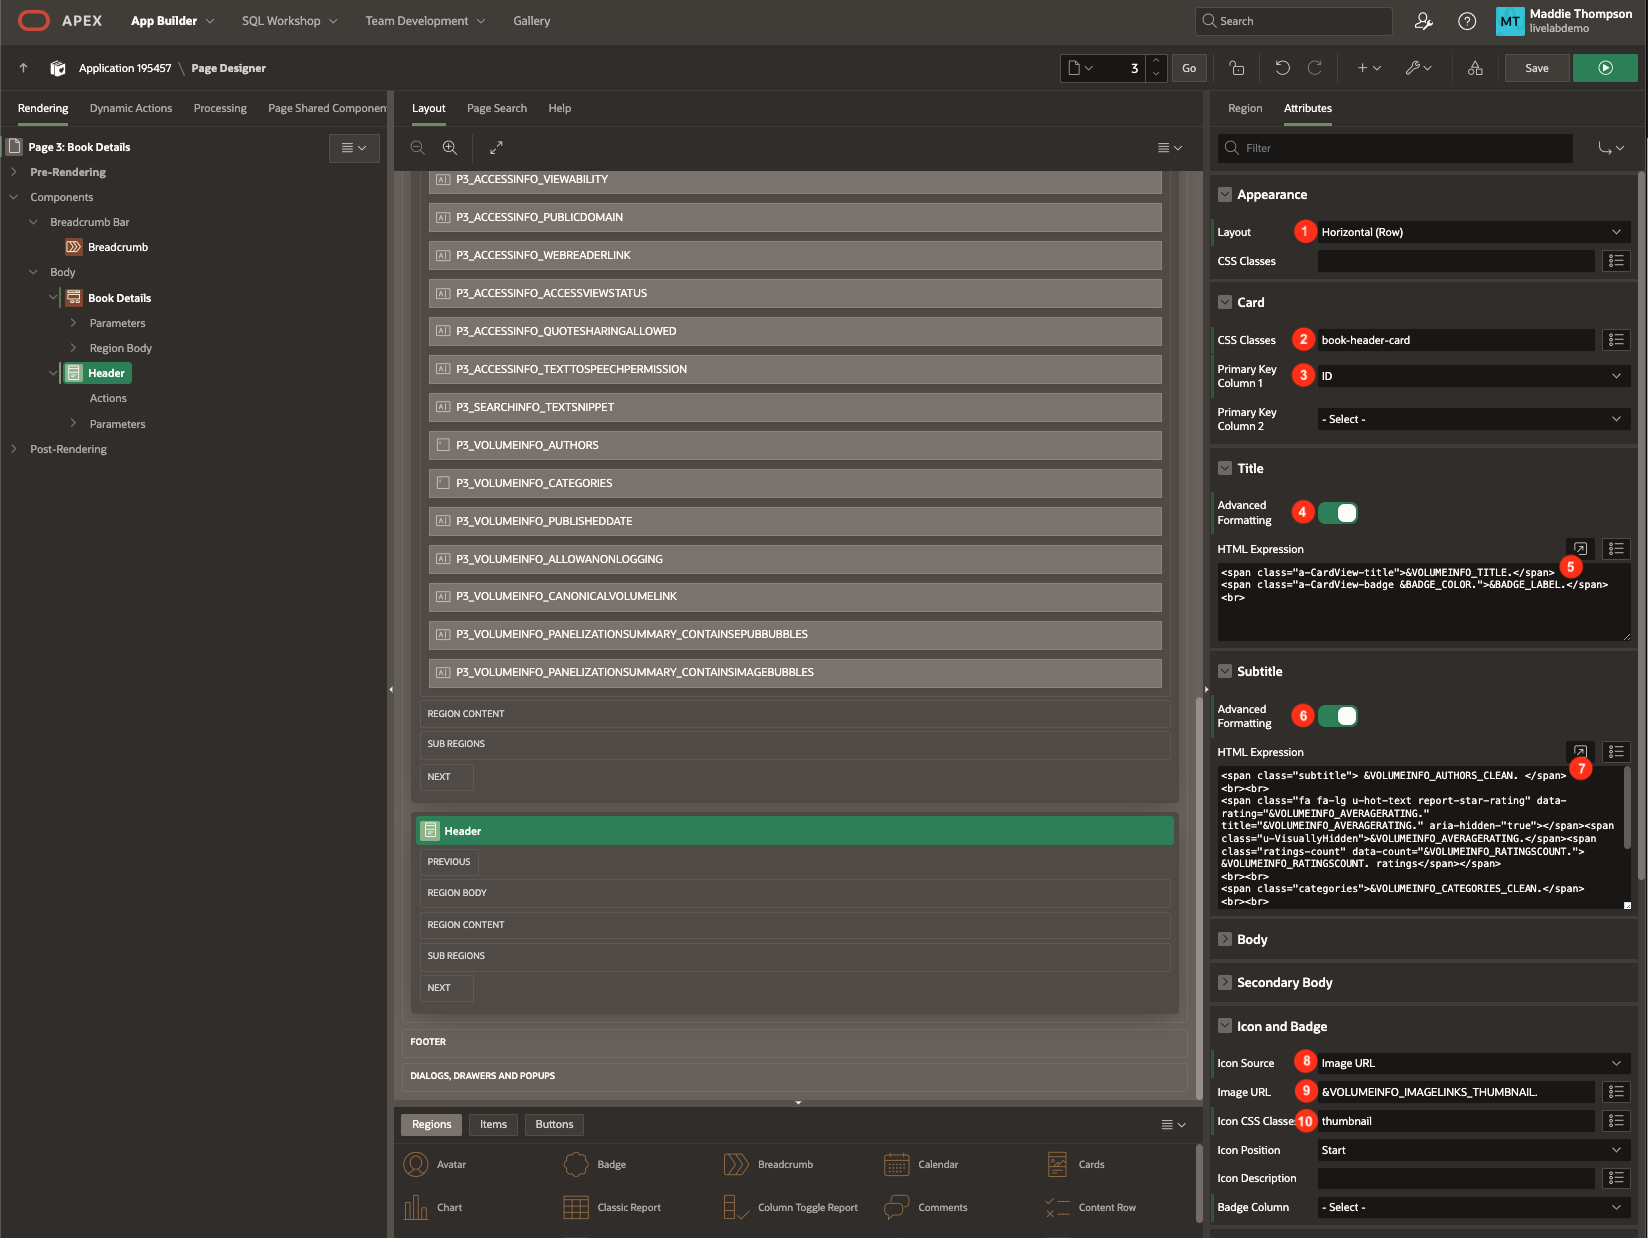 APEX
App Builder
SQL Workshop
Team Development
Gallery
Search
MT
Maddie Thompson
livelabdemo
Application 195457 \ Page Designer
3
Go
Save
Rendering
Dynamic Actions
Processing
Page Shared Componen
Page 3: Book Details
Pre-Rendering
Components
Breadcrumb Bar
Breadcrumb
Body
Book Details
Parameters
Region Body
Header
Actions
Parameters
Post-Rendering
Layout
Page Search
Help
P3_ACCESSINFO_VIEWABILITY
P3_ACCESSINFO_PUBLICDOMAIN
P3_ACCESSINFO_WEBREADERLINK
P3_ACCESSINFO_ACCESSVIEWSTATUS
P3_ACCESSINFO_QUOTESHARINGALLOWED
P3_ACCESSINFO_TEXTTOSPEECHPERMISSION
P3_SEARCHINFO_TEXTSNIPPET
P3_VOLUMEINFO_AUTHORS
P3_VOLUMEINFO_CATEGORIES
P3_VOLUMEINFO_PUBLISHEDDATE
P3_VOLUMEINFO_ALLOWANONLOGGING
P3_VOLUMEINFO_CANONICALVOLUMELINK
P3_VOLUMEINFO_PANELIZATIONSUMMARY_CONTAINSEPUBBUBBLES
P3_VOLUMEINFO_PANELIZATIONSUMMARY_CONTAINSIMAGEBUBBLES
REGION CONTENT
SUB REGIONS
NEXT
Header
PREVIOUS
REGION BODY
REGION CONTENT
SUB REGIONS
NEXT
FOOTER
DIALOGS, DRAWERS AND POPUPS
Regions
Items
Buttons
Avatar
Badge
Breadcrumb
Calendar
Cards
Chart
Classic Report
Column Toggle Report
Comments
Content Row
Region
Attributes
Filter
Appearance
Layout 1 Horizontal (Row)
CSS Classes
Card
CSS Classes 2 book-header-card
Primary Key
Column 1 3 ID
Primary Key
Column 2 - Select -
Title
Advanced
Formatting 4
HTML Expression
5
<span class="a-CardView-title">&VOLUMEINFO_TITLE.</span>
<span class="a-CardView-badge &BADGE_COLOR.">&BADGE_LABEL.</span>
<br>
Subtitle
Advanced
Formatting 6
HTML Expression
7
<span class="subtitle"> &VOLUMEINFO_AUTHORS_CLEAN. </span>
<br><br>
<span class="fa fa-lg u-hot-text report-star-rating" data-
rating="&VOLUMEINFO_AVERAGERATING."
title="&VOLUMEINFO_AVERAGERATING." aria-hidden-"true"></span><span
class="u-VisuallyHidden">&VOLUMEINFO_AVERAGERATING.</span><span
class="ratings-count" data-count="&VOLUMEINFO_RATINGSCOUNT.">
&VOLUMEINFO_RATINGSCOUNT. ratings</span></span>
<br><br>
<span class="categories">&VOLUMEINFO_CATEGORIES_CLEAN.</span>
<br><br>
Body
Secondary Body
Icon and Badge
Icon Source 8 Image URL
Image URL 9 &VOLUMEINFO_IMAGELINKS_THUMBNAIL.
Icon CSS Classe 10 thumbnail
Icon Position Start
Icon Description
Badge Column - Select -